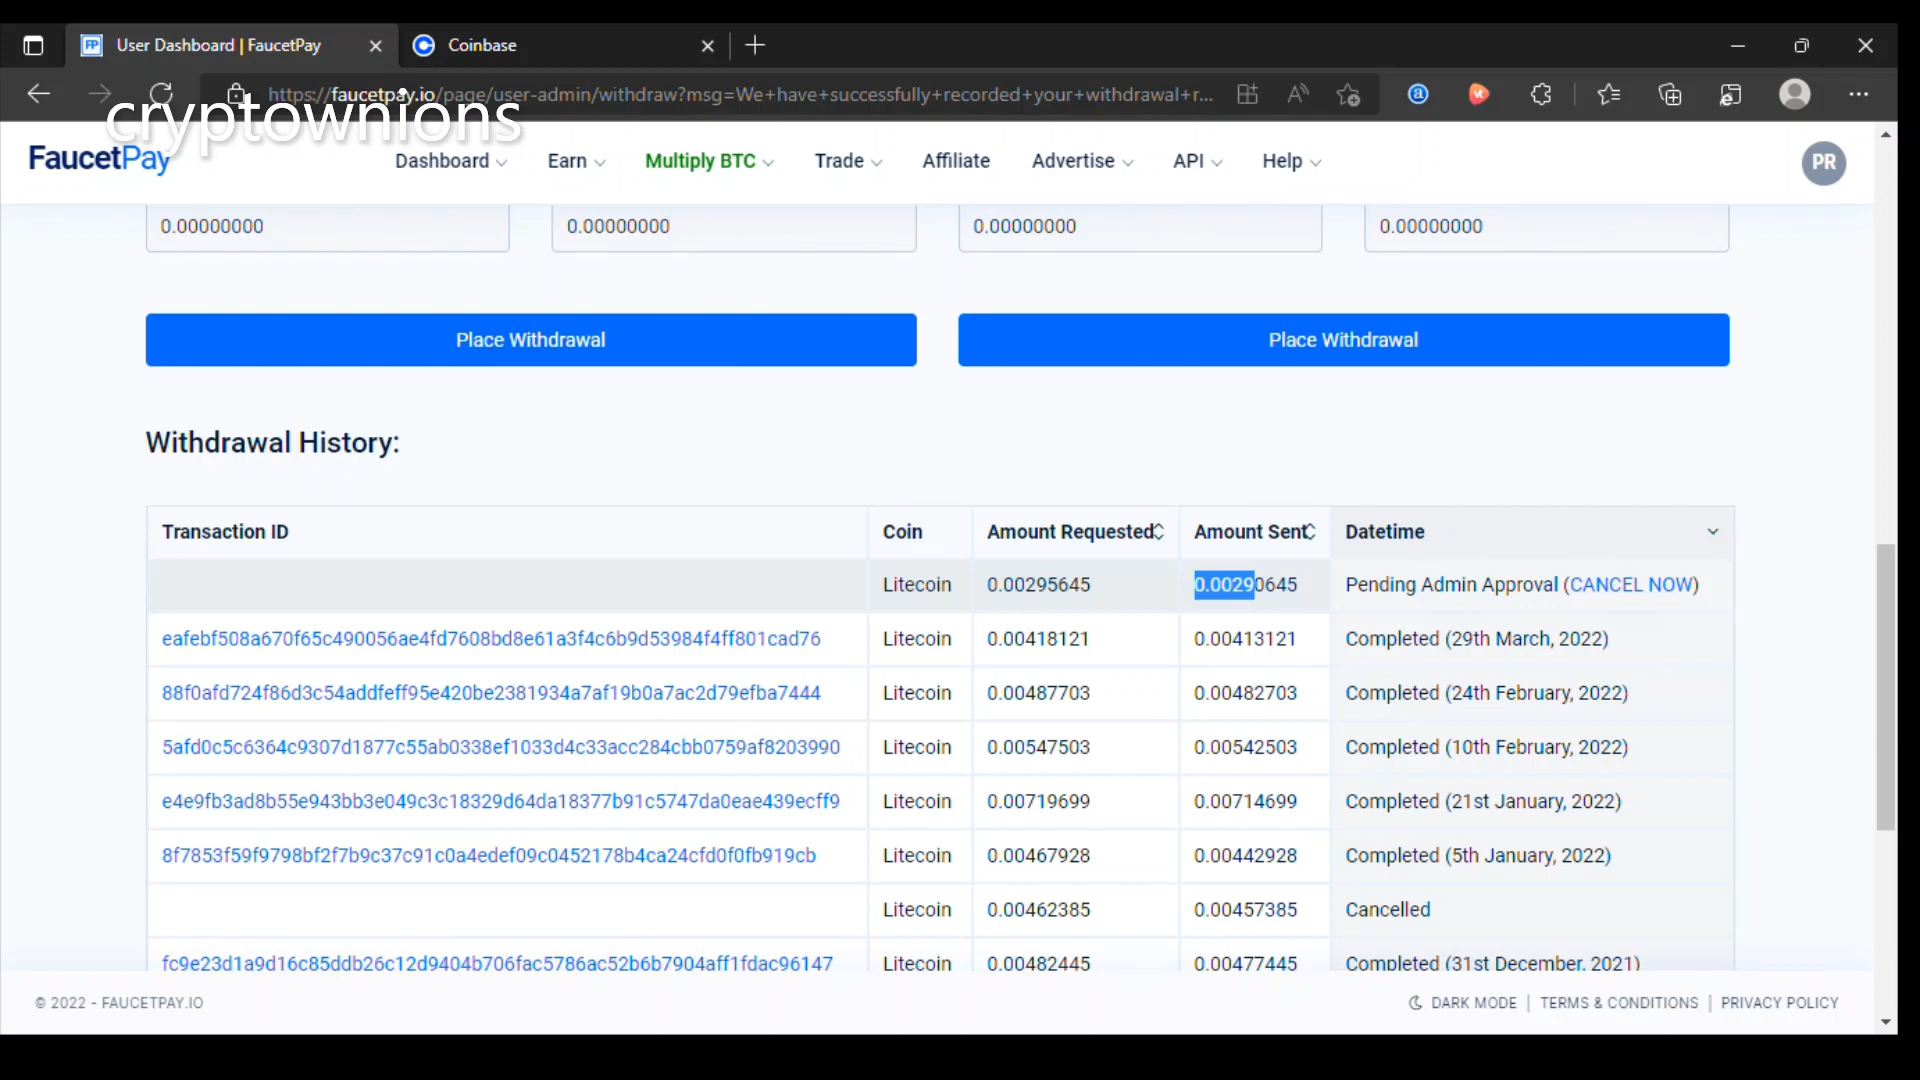 User Dashboard | FaucetPay
Coinbase
https://faucetpay.io/page/user-admin/withdraw?msg=We+have+successfully+recorded+your+withdrawal+r...
cryptownions
FaucetPay
Dashboard Earn Multiply BTC Trade Affiliate Advertise API Help PR
0.00000000 0.00000000 0.00000000 0.00000000
Place Withdrawal Place Withdrawal
Withdrawal History:
Transaction ID Coin Amount Requested Amount Sent Datetime
Litecoin 0.00295645 0.00290645 Pending Admin Approval (CANCEL NOW)
eafebf508a670f65c490056ae4fd7608bd8e61a3f4c6b9d53984f4ff801cad76 Litecoin 0.00418121 0.00413121 Completed (29th March, 2022)
88f0afd724f86d3c54addfeff95e420be2381934a7af19b0a7ac2d79efba7444 Litecoin 0.00487703 0.00482703 Completed (24th February, 2022)
5afd0c5c6364c9307d1877c55ab0338ef1033d4c33acc284cbb0759af8203990 Litecoin 0.00547503 0.00542503 Completed (10th February, 2022)
e4e9fb3ad8b55e943bb3e049c3c18329d64da18377b91c5747da0eae439ecff9 Litecoin 0.00719699 0.00714699 Completed (21st January, 2022)
8f7853f59f9798bf2f7b9c37c91c0a4edef09c0452178b4ca24cfd0f0fb919cb Litecoin 0.00467928 0.00442928 Completed (5th January, 2022)
Litecoin 0.00462385 0.00457385 Cancelled
fc9e23d1a9d16c85ddb26c12d9404b706fac5786ac52b6b7904aff1fdac96147 Litecoin 0.00482445 0.00477445 Completed (31st December, 2021)
© 2022 - FAUCETPAY.IO DARK MODE | TERMS & CONDITIONS | PRIVACY POLICY